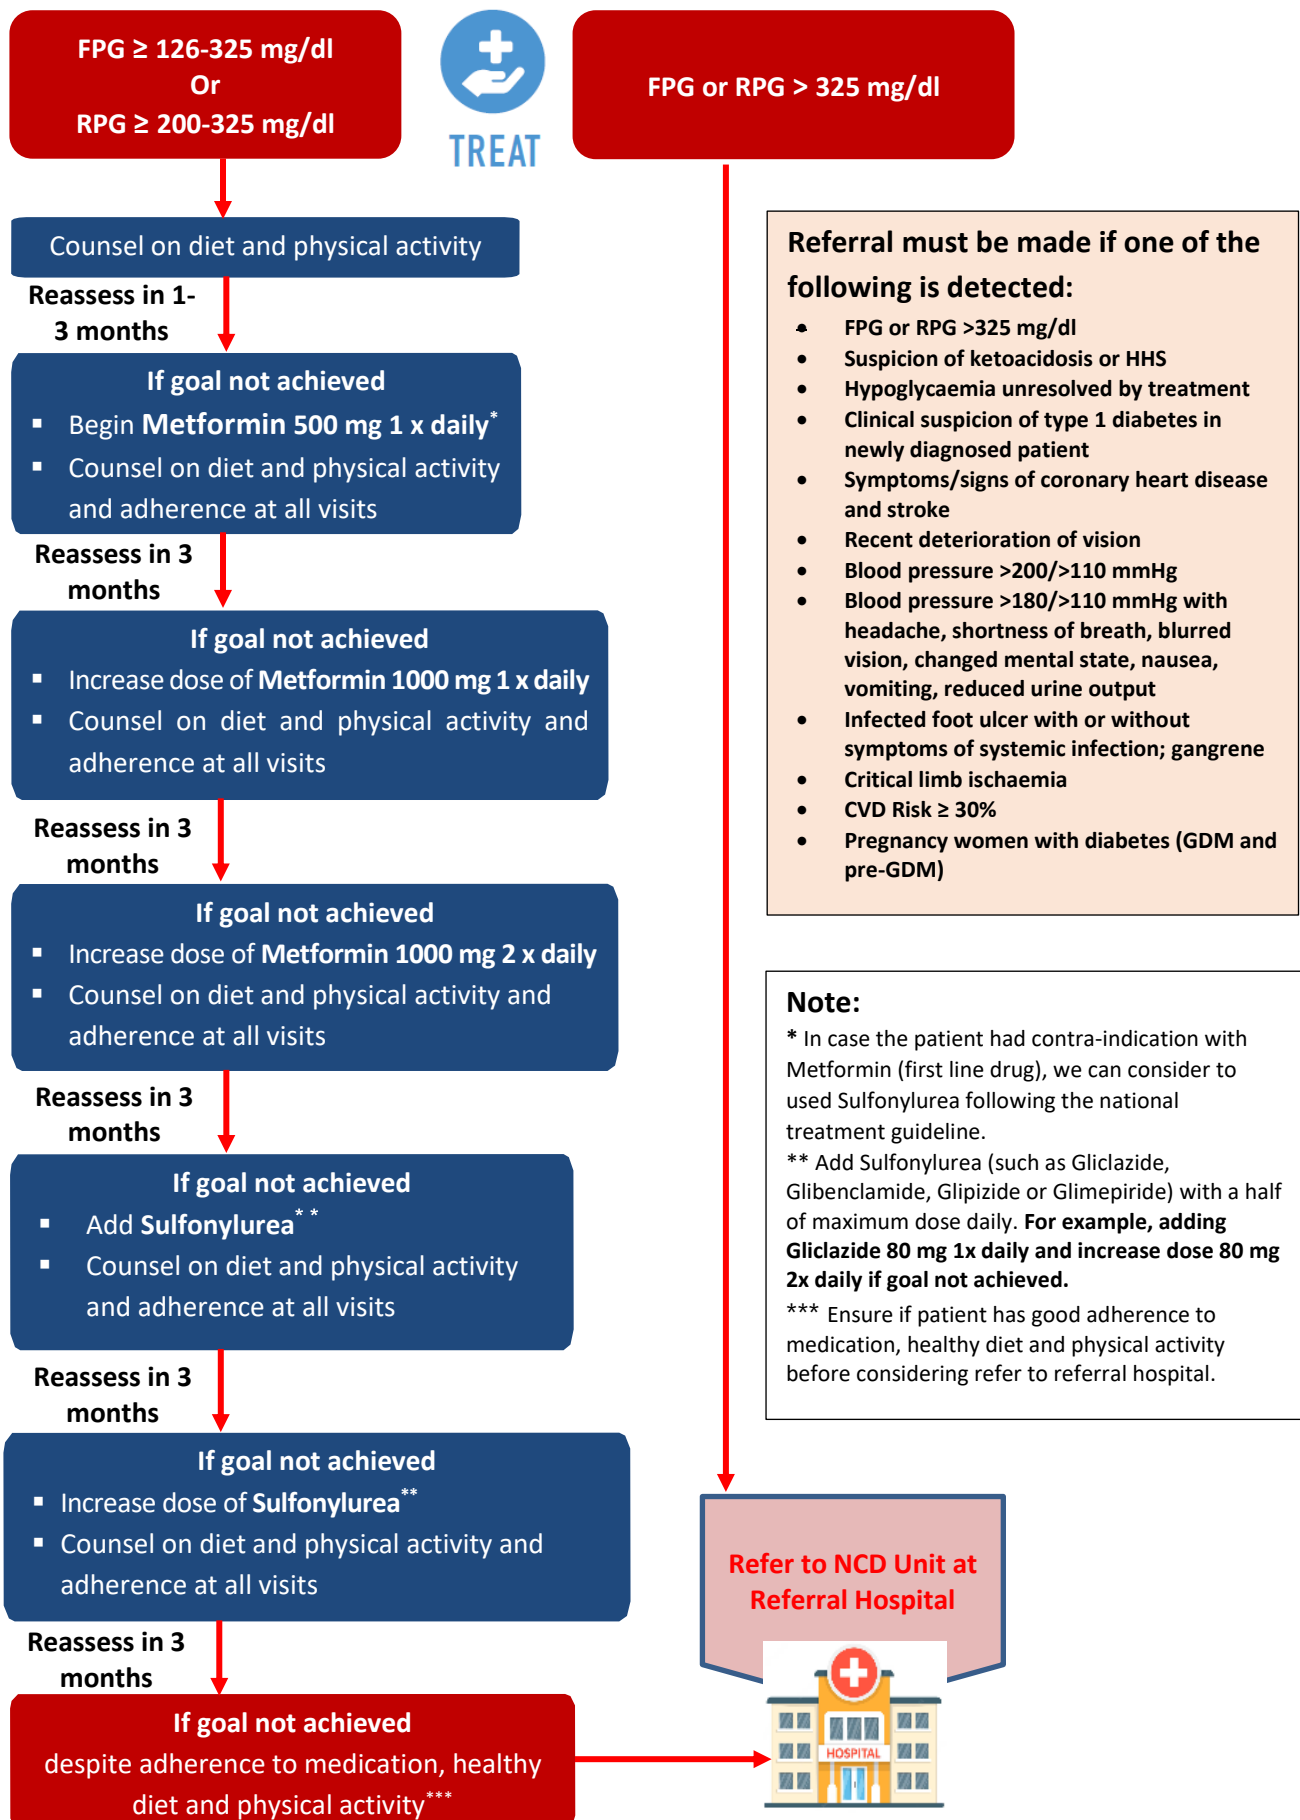 FPG ≥ 126-325 mg/dl
Or
RPG ≥ 200-325 mg/dl
TREAT
FPG or RPG > 325 mg/dl
Counsel on diet and physical activity
Reassess in 1-
3 months
If goal not achieved
▪ Begin Metformin 500 mg 1 x daily*
▪ Counsel on diet and physical activity
and adherence at all visits
Reassess in 3
months
If goal not achieved
▪ Increase dose of Metformin 1000 mg 1 x daily
▪ Counsel on diet and physical activity and
adherence at all visits
Reassess in 3
months
If goal not achieved
▪ Increase dose of Metformin 1000 mg 2 x daily
▪ Counsel on diet and physical activity and
adherence at all visits
Reassess in 3
months
If goal not achieved
▪ Add Sulfonylurea* *
▪ Counsel on diet and physical activity
and adherence at all visits
Reassess in 3
months
If goal not achieved
▪ Increase dose of Sulfonylurea**
▪ Counsel on diet and physical activity and
adherence at all visits
Reassess in 3
months
If goal not achieved
despite adherence to medication, healthy
diet and physical activity***
Referral must be made if one of the
following is detected:
• FPG or RPG >325 mg/dl
• Suspicion of ketoacidosis or HHS
• Hypoglycaemia unresolved by treatment
• Clinical suspicion of type 1 diabetes in
newly diagnosed patient
• Symptoms/signs of coronary heart disease
and stroke
• Recent deterioration of vision
• Blood pressure >200/>110 mmHg
• Blood pressure >180/>110 mmHg with
headache, shortness of breath, blurred
vision, changed mental state, nausea,
vomiting, reduced urine output
• Infected foot ulcer with or without
symptoms of systemic infection; gangrene
• Critical limb ischaemia
• CVD Risk ≥ 30%
• Pregnancy women with diabetes (GDM and
pre-GDM)
Note:
* In case the patient had contra-indication with
Metformin (first line drug), we can consider to
used Sulfonylurea following the national
treatment guideline.
** Add Sulfonylurea (such as Gliclazide,
Glibenclamide, Glipizide or Glimepiride) with a half
of maximum dose daily. For example, adding
Gliclazide 80 mg 1x daily and increase dose 80 mg
2x daily if goal not achieved.
*** Ensure if patient has good adherence to
medication, healthy diet and physical activity
before considering refer to referral hospital.
Refer to NCD Unit at
Referral Hospital
HOSPITAL